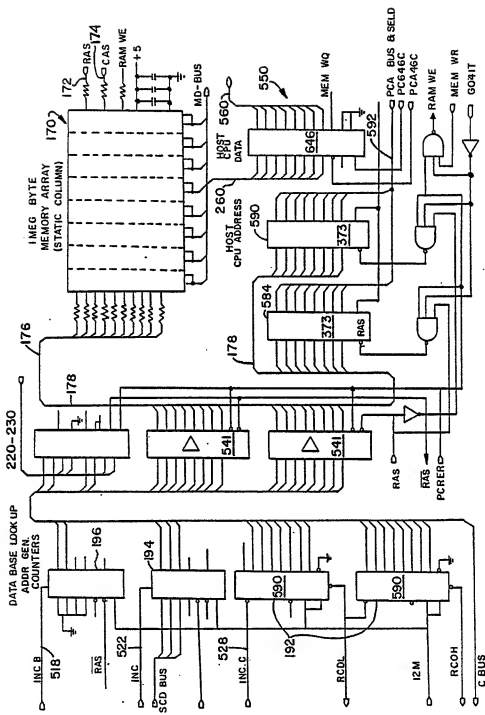 RAS
174
CAS
172
RAM WE
+5
170
1 MEG BYTE
MEMORY ARRAY
(STATIC COLUMN)
176
MD-BUS
220-230
178
560
550
HOST
CPU
DATA
260
646
MEM WQ
HOST
CPU ADDRESS
590
592
PCA BUS & SELD
PC646C
PCA46C
584
373
373
RAS
178
RAM WE
MEM WR
GO41T
541
541
RAS
RAS
PCRER
DATA BASE LOOK UP
ADDR GEN.
COUNTERS
196
INC B
518
RAS
194
INC
522
SCD BUS
INC.C
528
590
192
590
RCDL
12M
RCOH
C BUS